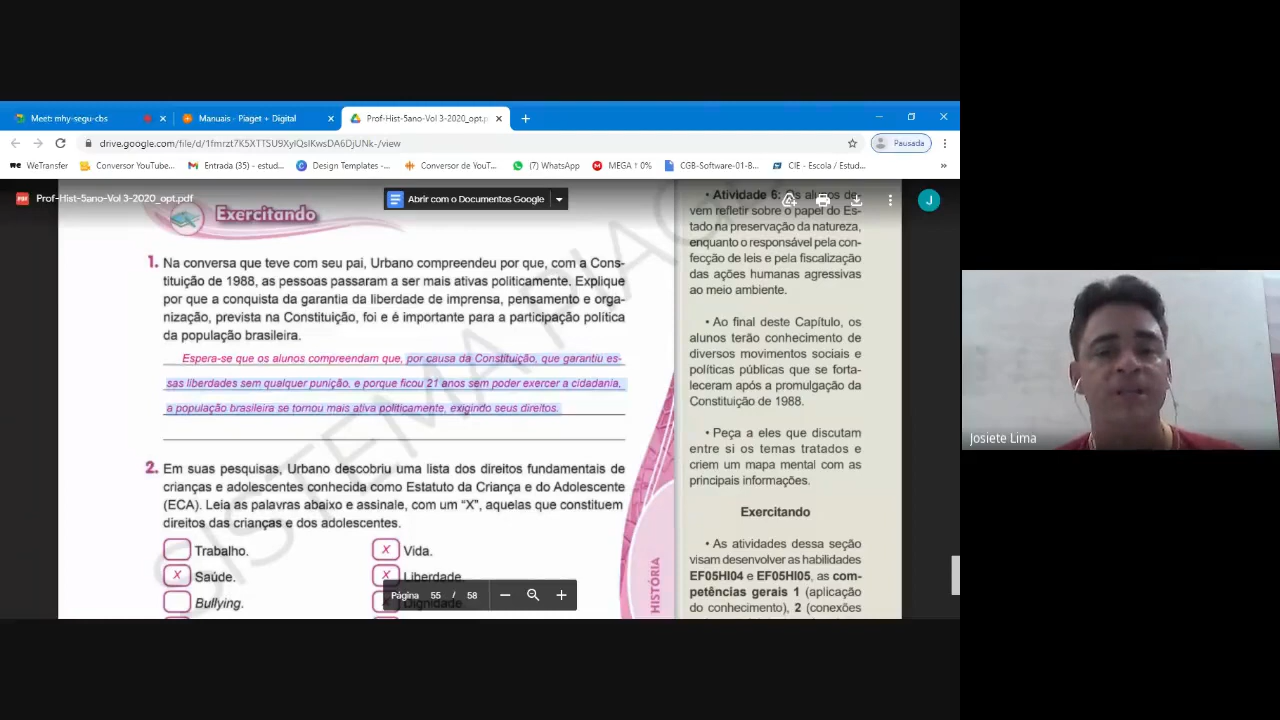 Meet: mhy-segu-cbs
Manuais - Piaget + Digital
Prof-Hist-5ano-Vol 3-2020_opt.p
drive.google.com/file/d/1fmrzt7K5XTTSU9XyIQsIKwsDA6DjUNk-/view
Pausada
WeTransfer
Conversor YouTube...
Entrada (35) - estud...
Design Templates -...
Conversor de YouT...
(7) WhatsApp
MEGA ↑ 0%
CGB-Software-01-8...
CIE - Escola / Estud...
»
Prof-Hist-5ano-Vol 3-2020_opt.pdf
Abrir com o Documentos Google
J
Exercitando
1. Na conversa que teve com seu pai, Urbano compreendeu por que, com a Cons-
tituição de 1988, as pessoas passaram a ser mais ativas politicamente. Explique
por que a conquista da garantia da liberdade de imprensa, pensamento e orga-
nização, prevista na Constituição, foi e é importante para a participação política
da população brasileira.
Espera-se que os alunos compreendam que, por causa da Constituição, que garantiu es-
sas liberdades sem qualquer punição, e porque ficou 21 anos sem poder exercer a cidadania,
a população brasileira se tornou mais ativa politicamente, exigindo seus direitos.
2. Em suas pesquisas, Urbano descobriu uma lista dos direitos fundamentais de
crianças e adolescentes conhecida como Estatuto da Criança e do Adolescente
(ECA). Leia as palavras abaixo e assinale, com um “X”, aquelas que constituem
direitos das crianças e dos adolescentes.
Trabalho.
X Vida.
X Saúde.
X Liberdade.
Bullying.
X Dignidade.
Página 55 / 58
SISTEMA PIAG
HISTÓRIA
• Atividade 6: Os alunos de-
vem refletir sobre o papel do Es-
tado na preservação da natureza,
enquanto o responsável pela con-
fecção de leis e pela fiscalização
das ações humanas agressivas
ao meio ambiente.
• Ao final deste Capítulo, os
alunos terão conhecimento de
diversos movimentos sociais e
políticas públicas que se forta-
leceram após a promulgação da
Constituição de 1988.
• Peça a eles que discutam
entre si os temas tratados e
criem um mapa mental com as
principais informações.
Exercitando
• As atividades dessa seção
visam desenvolver as habilidades
EF05HI04 e EF05HI05, as com-
petências gerais 1 (aplicação
do conhecimento), 2 (conexões
Josiete Lima